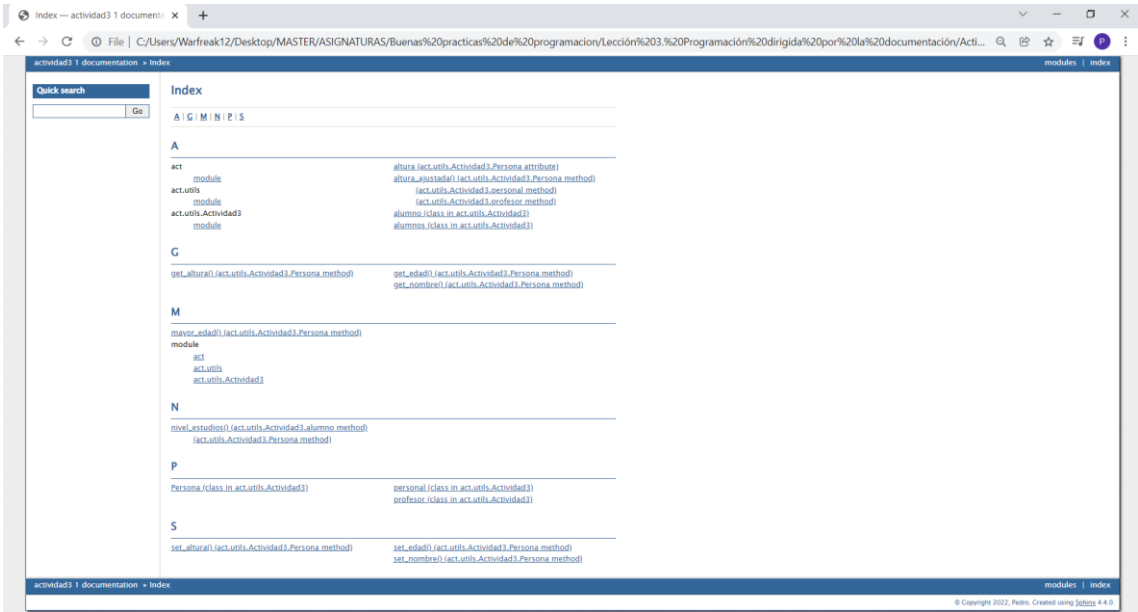 Index — actividad3 1 documenta
File | C:/Users/Warfreak12/Desktop/MASTER/ASIGNATURAS/Buenas%20practicas%20de%20programacion/Lección%203.%20Programación%20dirigida%20por%20la%20documentación/Acti...
P
actividad3 1 documentation » Index
modules | index
Quick search
Go
Index
A | G | M | N | P | S
A
act
module
act.utils
module
act.utils.Actividad3
module
altura (act.utils.Actividad3.Persona attribute)
altura_ajustada() (act.utils.Actividad3.Persona method)
(act.utils.Actividad3.personal method)
(act.utils.Actividad3.profesor method)
alumno (class in act.utils.Actividad3)
alumnos (class in act.utils.Actividad3)
G
get_altura() (act.utils.Actividad3.Persona method)
get_edad() (act.utils.Actividad3.Persona method)
get_nombre() (act.utils.Actividad3.Persona method)
M
mayor_edad() (act.utils.Actividad3.Persona method)
module
act
act.utils
act.utils.Actividad3
N
nivel_estudios() (act.utils.Actividad3.alumno method)
(act.utils.Actividad3.Persona method)
P
Persona (class in act.utils.Actividad3)
personal (class in act.utils.Actividad3)
profesor (class in act.utils.Actividad3)
S
set_altura() (act.utils.Actividad3.Persona method)
set_edad() (act.utils.Actividad3.Persona method)
set_nombre() (act.utils.Actividad3.Persona method)
actividad3 1 documentation » Index
modules | index
© Copyright 2022, Pedro. Created using Sphinx 4.4.0.